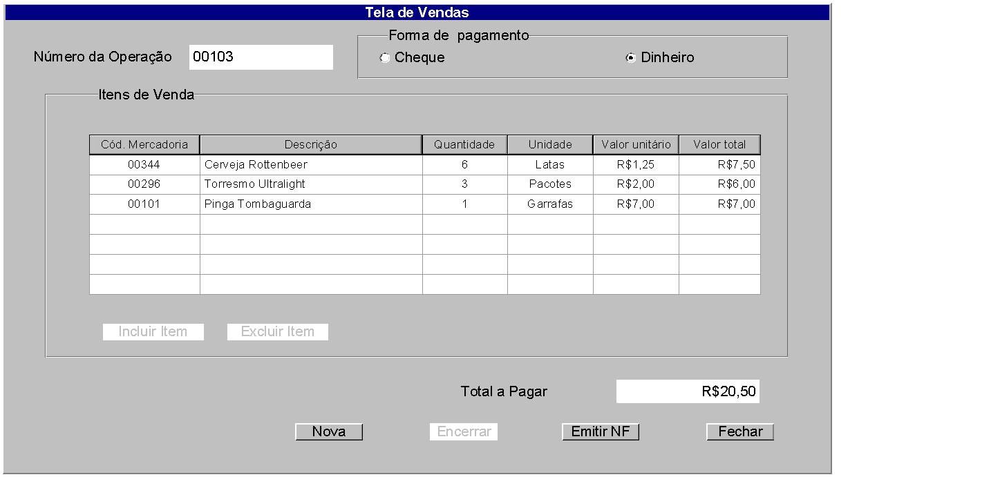 Tela de Vendas
Forma de pagamento
Número da Operação 00103 Cheque Dinheiro
Itens de Venda
Cód. Mercadoria Descrição Quantidade Unidade Valor unitário Valor total
00344 Cerveja Rottenbeer 6 Latas R$1,25 R$7,50
00296 Torresmo Ultralight 3 Pacotes R$2,00 R$6,00
00101 Pinga Tombaguarda 1 Garrafas R$7,00 R$7,00
Incluir Item Excluir Item
Total a Pagar R$20,50
Nova Encerrar Emitir NF Fechar